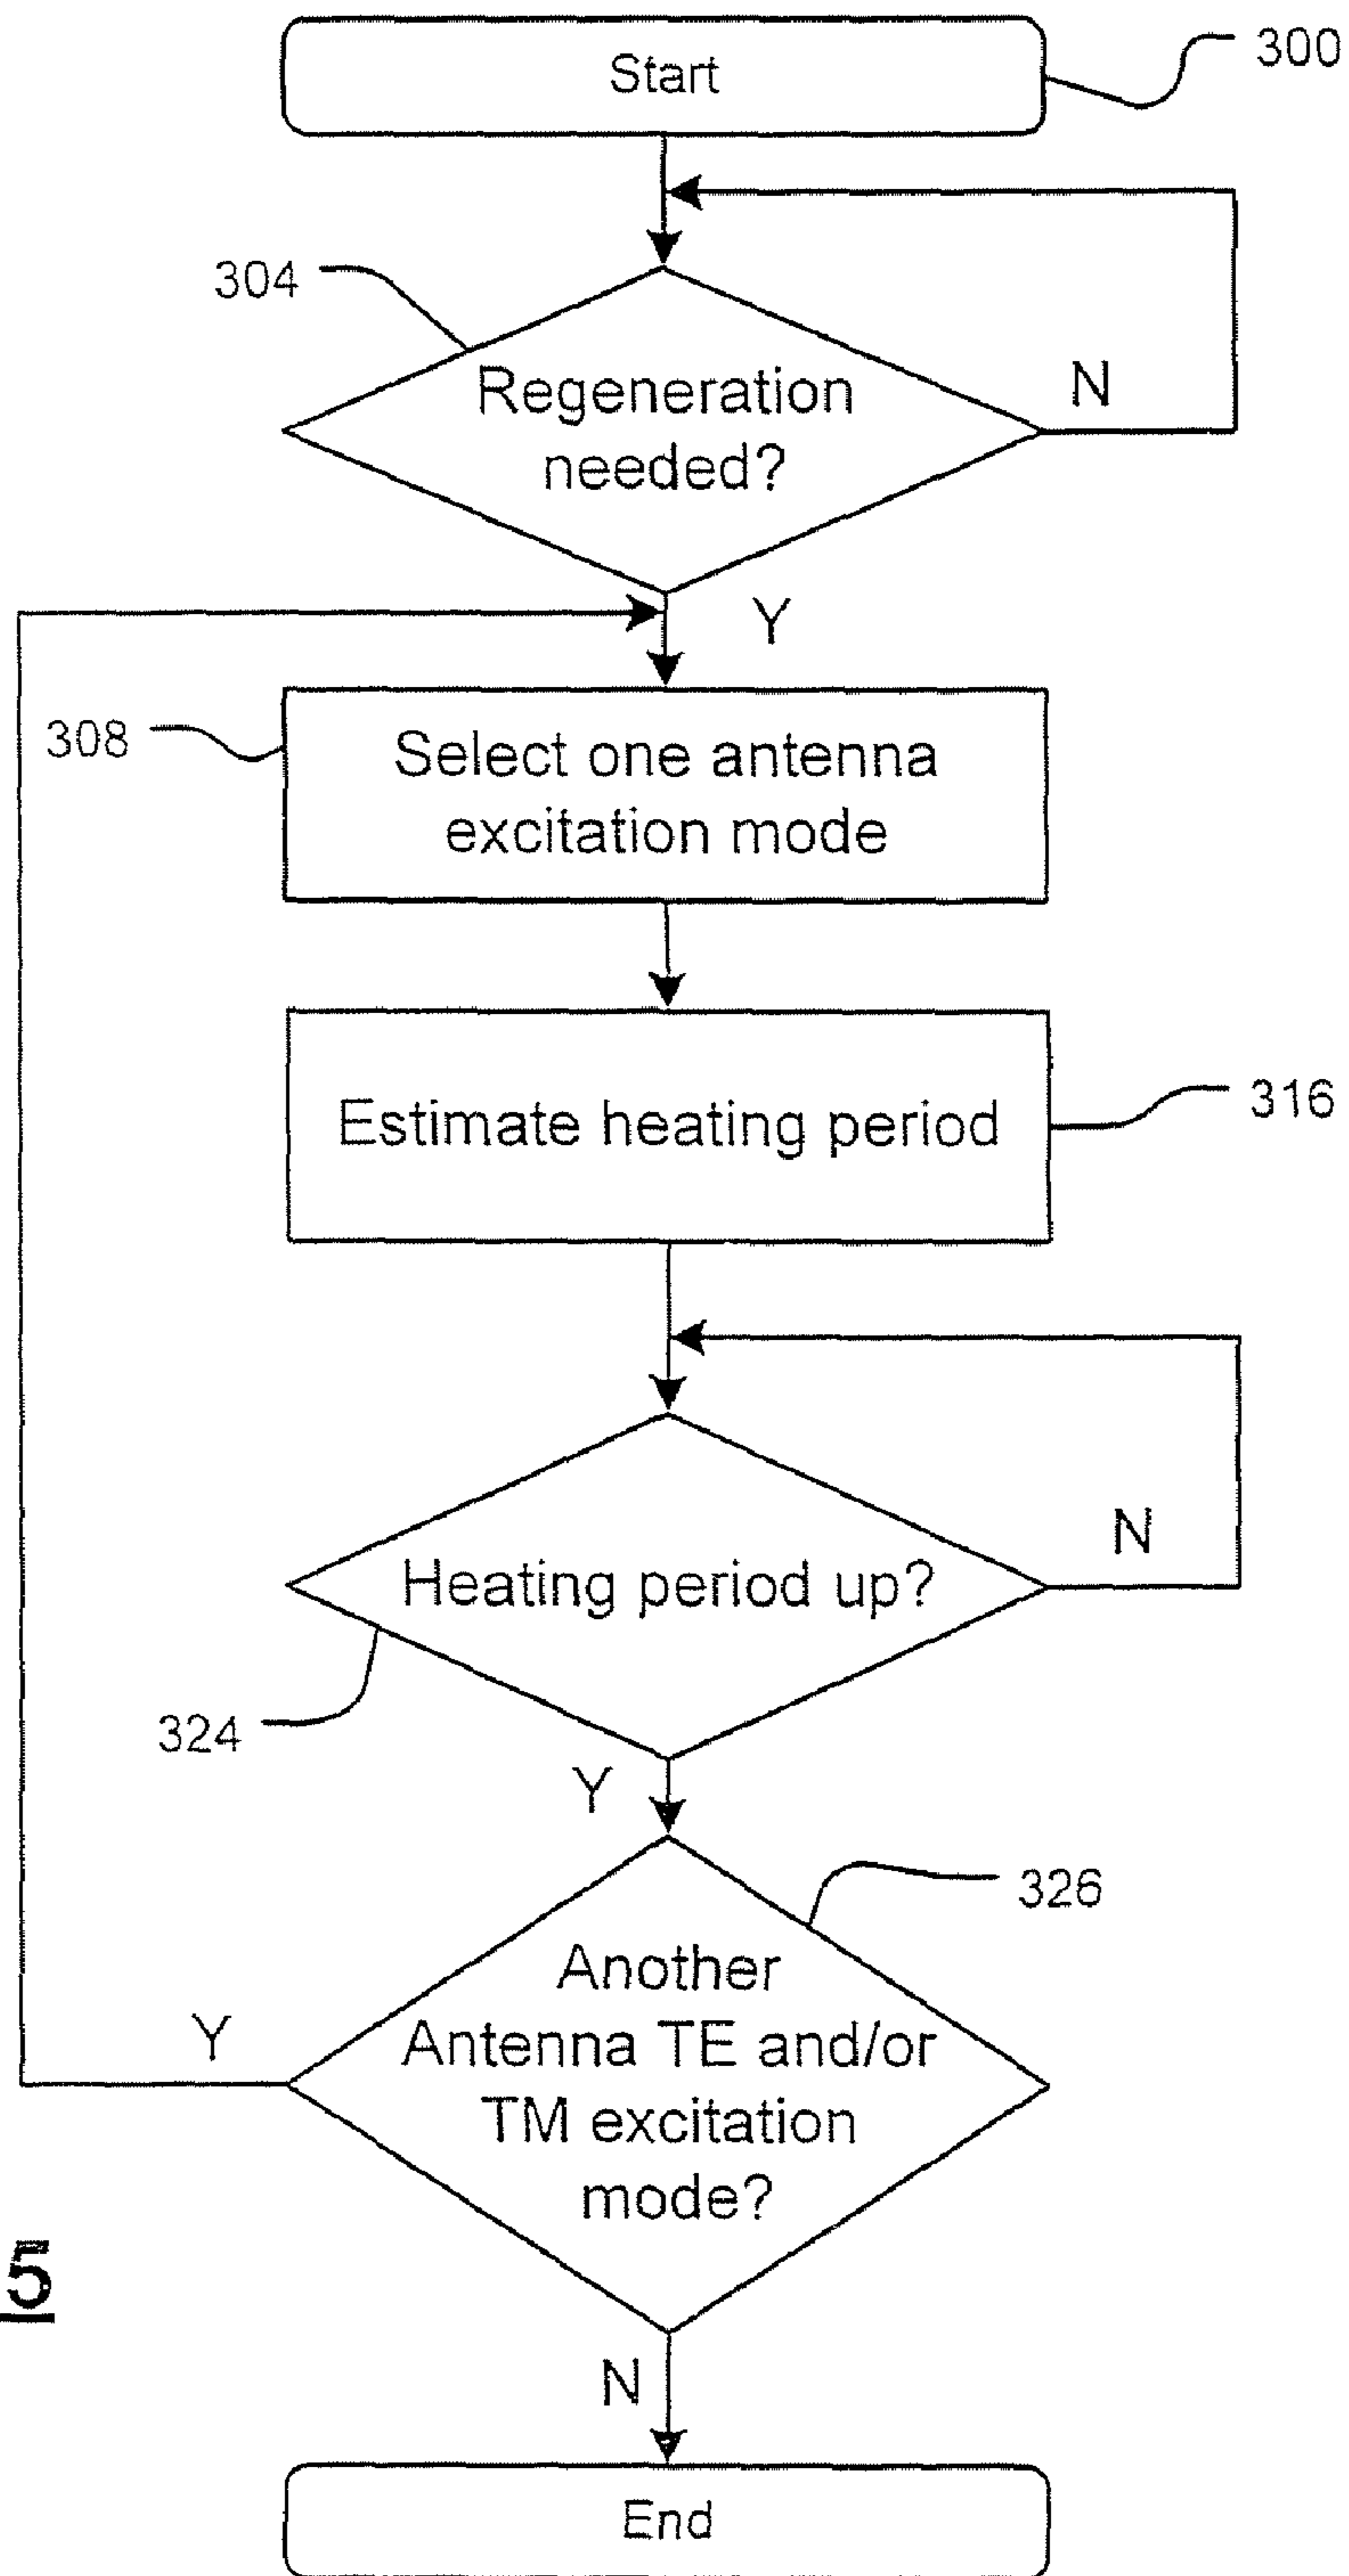 Start
300
304
Regeneration
needed?
N
Y
308
Select one antenna
excitation mode
Estimate heating period
316
Heating period up?
N
324
Y
326
Another
Antenna TE and/or
TM excitation
mode?
Y
5
N
End